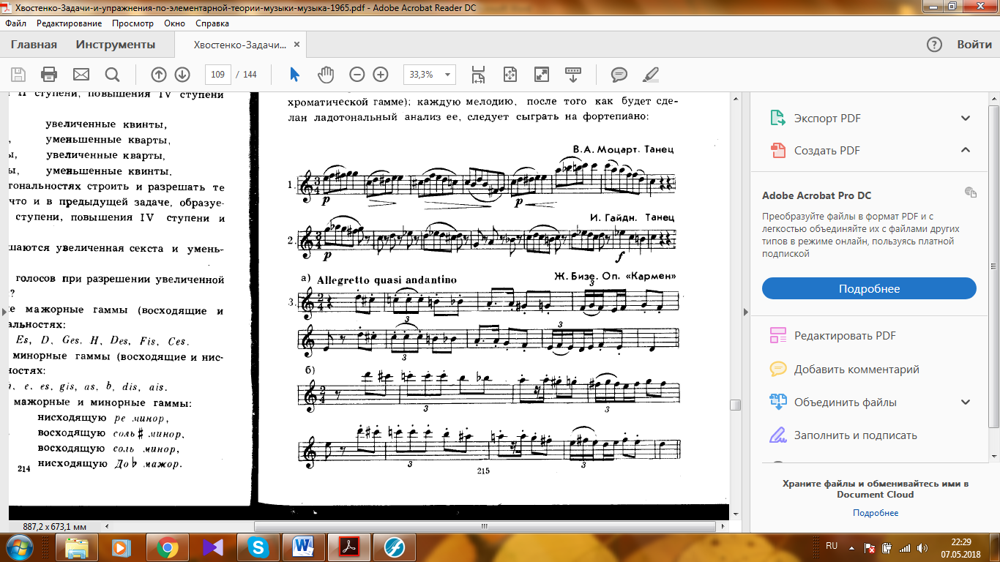 Хвостенко-Задачи-и-упражнения-по-элементарной-теории-музыки-музыка-1965.pdf - Adobe Acrobat Reader DC
Файл Редактирование Просмотр Окно Справка
Главная Инструменты Хвостенко-Задачи... × Войти
109 / 144 33,3%
II ступени, повышения IV ступени
увеличенные квинты,
уменьшенные кварты,
увеличенные кварты,
уменьшенные квинты.
тональностях строить и разрешать те
что и в предыдущей задаче, образуе-
ступени, повышения IV ступени и
шаются увеличенная секста и умень-
голосов при разрешении увеличенной
?
е мажорные гаммы (восходящие и
альностях:
Es, D, Ges, H, Des, Fis, Ces.
минорные гаммы (восходящие и нис-
ностях:
e, es, gis, as, b, dis, ais.
мажорные и минорные гаммы:
нисходящую ре минор,
восходящую соль♯ минор,
восходящую соль минор,
нисходящую До♭ мажор.
214
хроматической гамме); каждую мелодию, после того как будет сде-
лан ладотональный анализ ее, следует сыграть на фортепиано:
В.А. Моцарт. Танец
1. 3 4
p p
И. Гайдн. Танец
2. 3 4
p f
а) Allegretto quasi andantino Ж. Бизе. Оп. «Кармен»
3. 2 4 3 3
3 3
б)
2 4 3 3
3 3
215
Экспорт PDF
Создать PDF
Adobe Acrobat Pro DC
Преобразуйте файлы в формат PDF и с
легкостью объединяйте их с файлами других
типов в режиме онлайн, пользуясь платной
подпиской
Подробнее
Редактировать PDF
Добавить комментарий
Объединить файлы
Заполнить и подписать
Храните файлы и обменивайтесь ими в
Document Cloud
Подробнее
887,2 x 673,1 мм
RU
22:29
07.05.2018